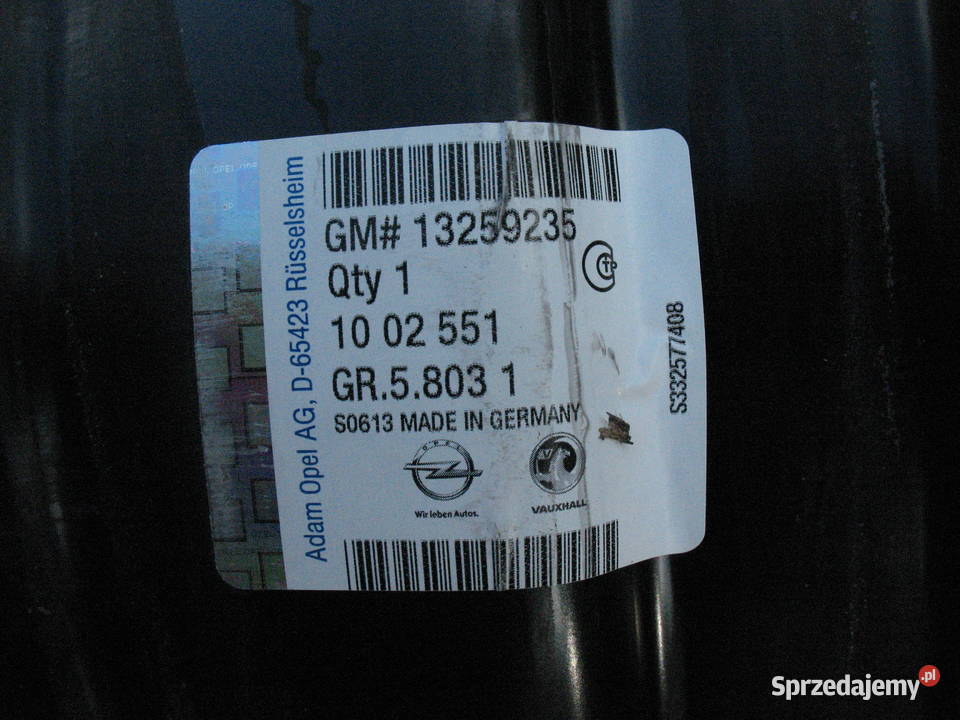 Adam Opel AG, D-65423 Rüsselsheim
GM# 13259235
Qty 1
10 02 551
GR.5.803 1
S0613 MADE IN GERMANY
OPEL
Wir leben Autos.
VAUXHALL
S332577408
Sprzedajemy.pl